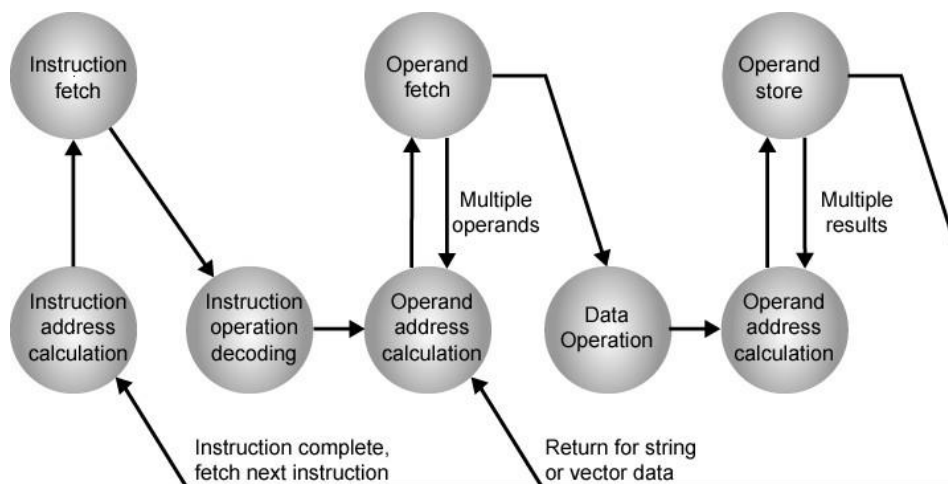 Instruction
fetch
Operand
fetch
Operand
store
Multiple
operands
Multiple
results
Instruction
address
calculation
Instruction
operation
decoding
Operand
address
calculation
Data
Operation
Operand
address
calculation
Instruction complete,
fetch next instruction
Return for string
or vector data